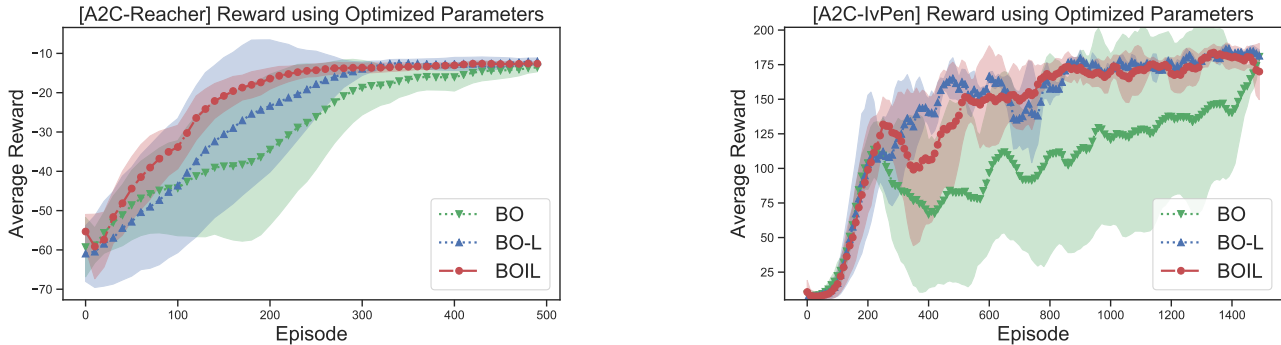 [A2C-Reacher] Reward using Optimized Parameters
Average Reward
−10
−20
−30
−40
−50
−60
−70
0
100
200
300
400
500
Episode
BO
BO-L
BOIL
[A2C-IvPen] Reward using Optimized Parameters
Average Reward
200
175
150
125
100
75
50
25
0
200
400
600
800
1000
1200
1400
Episode
BO
BO-L
BOIL